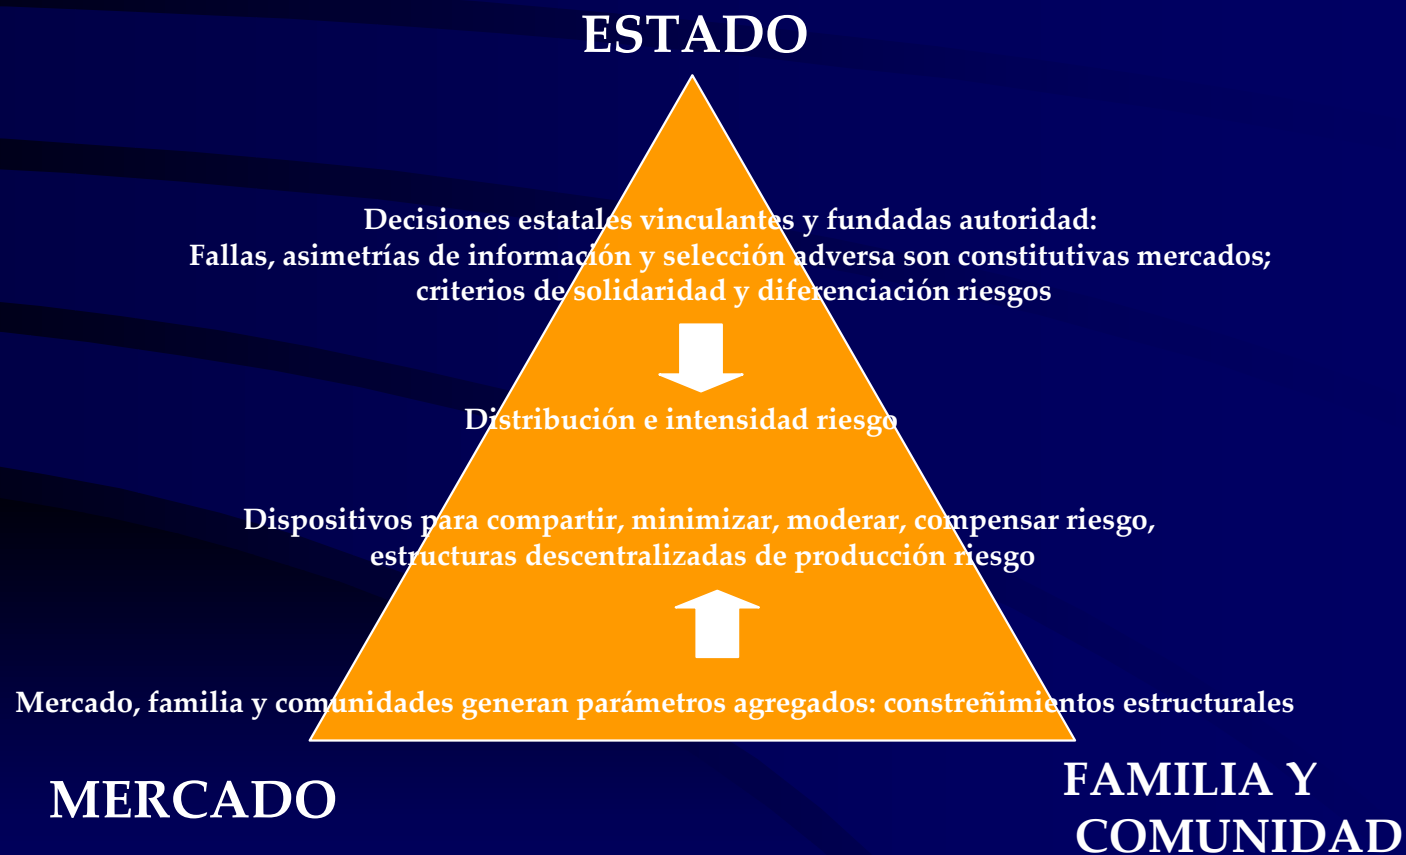 ESTADO
Decisiones estatales vinculantes y fundadas autoridad:
Fallas, asimetrías de información y selección adversa son constitutivas mercados;
criterios de solidaridad y diferenciación riesgos
Distribución e intensidad riesgo
Dispositivos para compartir, minimizar, moderar, compensar riesgo,
estructuras descentralizadas de producción riesgo
Mercado, familia y comunidades generan parámetros agregados: constreñimientos estructurales
MERCADO
FAMILIA Y
COMUNIDAD